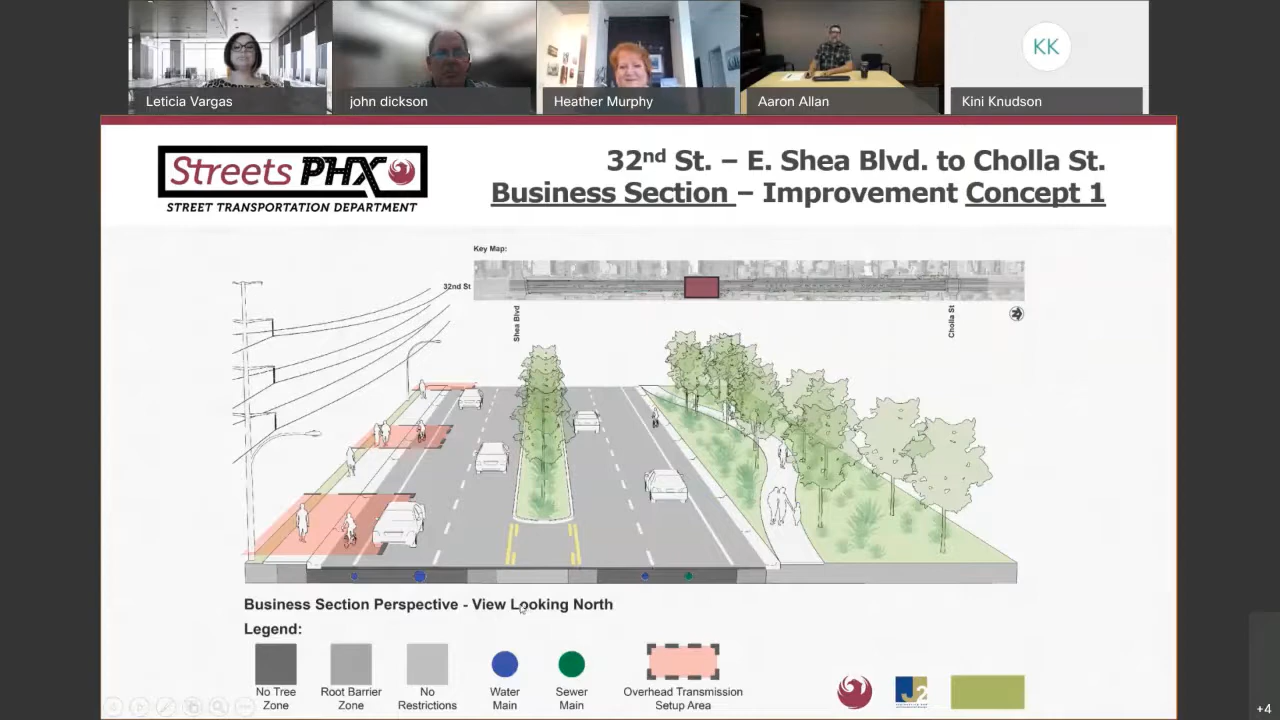 Leticia Vargas
john dickson
Heather Murphy
Aaron Allan
KK
Kini Knudson
Streets PHX
STREET TRANSPORTATION DEPARTMENT
32nd St. – E. Shea Blvd. to Cholla St.
Business Section – Improvement Concept 1
Key Map:
32nd St
Shea Blvd
Cholla St
Z
Business Section Perspective - View Looking North
Legend:
No Tree
Zone
Root Barrier
Zone
No
Restrictions
Water
Main
Sewer
Main
Overhead Transmission
Setup Area
J2
+4